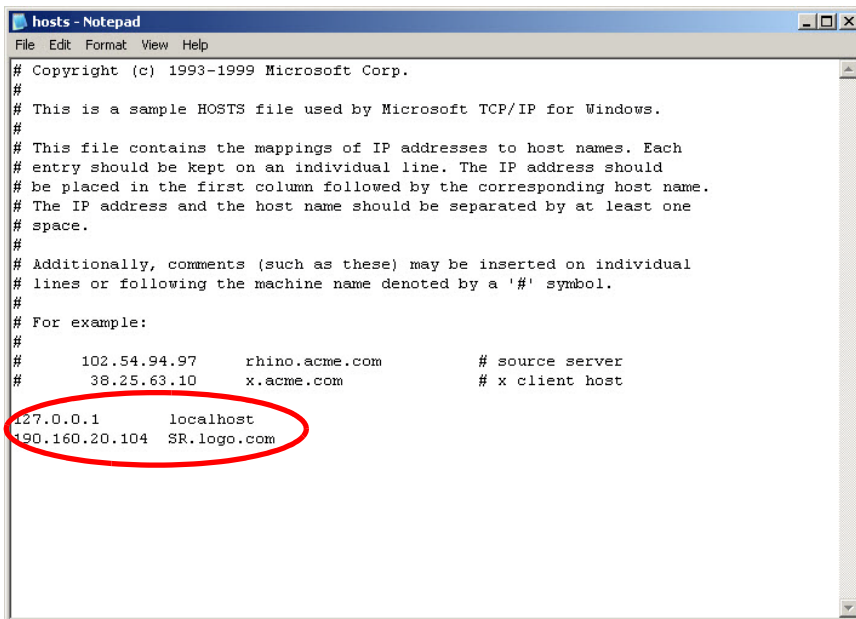 hosts - Notepad
File Edit Format View Help
# Copyright (c) 1993-1999 Microsoft Corp.
#
# This is a sample HOSTS file used by Microsoft TCP/IP for Windows.
#
# This file contains the mappings of IP addresses to host names. Each
# entry should be kept on an individual line. The IP address should
# be placed in the first column followed by the corresponding host name.
# The IP address and the host name should be separated by at least one
# space.
#
# Additionally, comments (such as these) may be inserted on individual
# lines or following the machine name denoted by a '#' symbol.
#
# For example:
#
#      102.54.94.97     rhino.acme.com          # source server
#       38.25.63.10     x.acme.com              # x client host

127.0.0.1       localhost
190.160.20.104  SR.logo.com